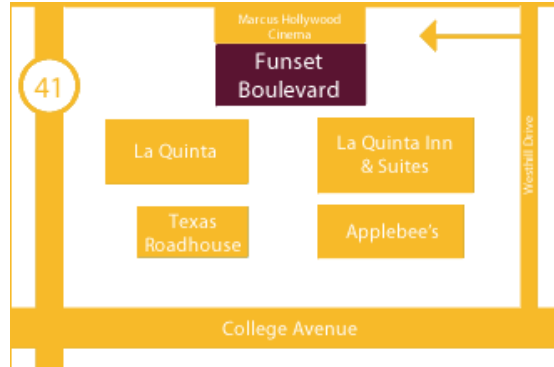 Marcus Hollywood
Cinema
Funset
Boulevard
41
La Quinta
La Quinta Inn
& Suites
Westhill Drive
Texas
Roadhouse
Applebee's
College Avenue